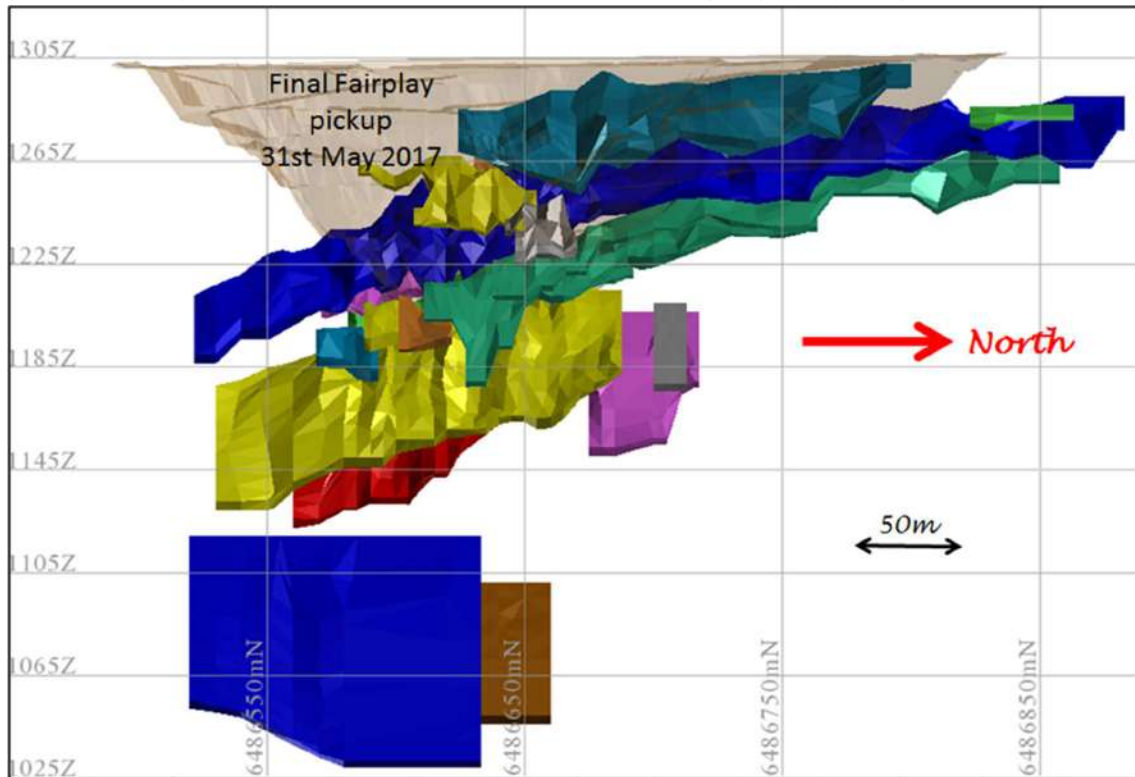 1305Z
Final Fairplay
pickup
31st May 2017
1265Z
1225Z
1185Z
North
1145Z
50m
1105Z
1065Z
1025Z
6486550mN
6486650mN
6486750mN
6486850mN